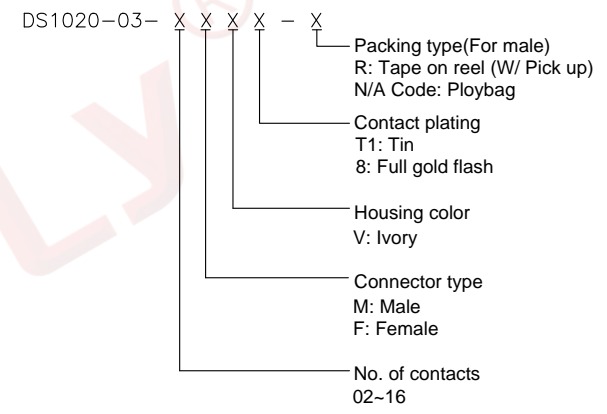 DS1020-03- X X X X - X
Packing type(For male)
R: Tape on reel (W/ Pick up)
N/A Code: Ploybag
Contact plating
T1: Tin
8: Full gold flash
Housing color
V: Ivory
Connector type
M: Male
F: Female
No. of contacts
02~16
Ly
®